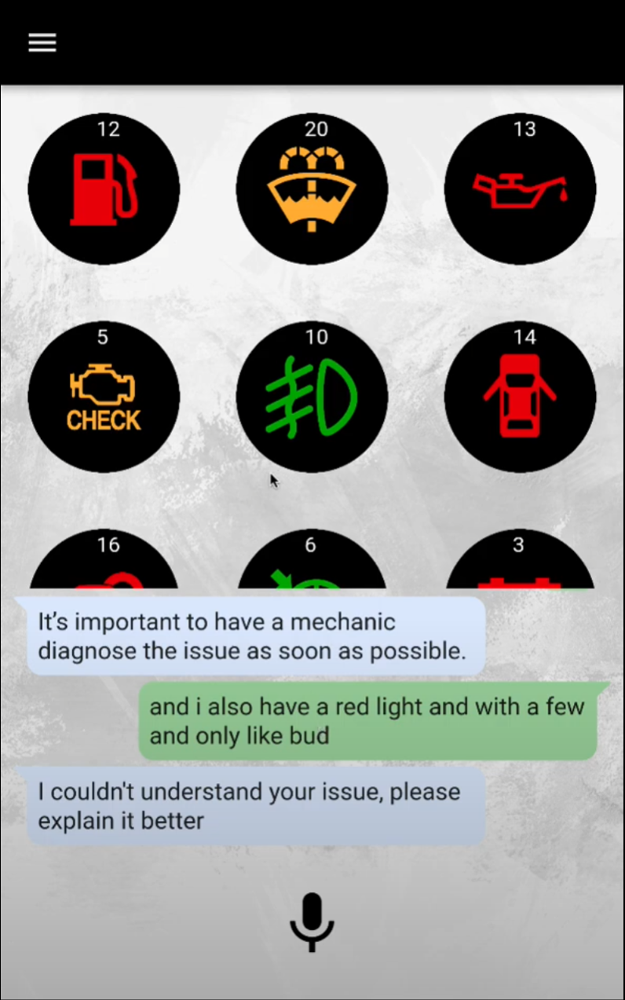 12
20
13
5
10
14
CHECK
16
6
3
It’s important to have a mechanic
diagnose the issue as soon as possible.
and i also have a red light and with a few
and only like bud
I couldn't understand your issue, please
explain it better